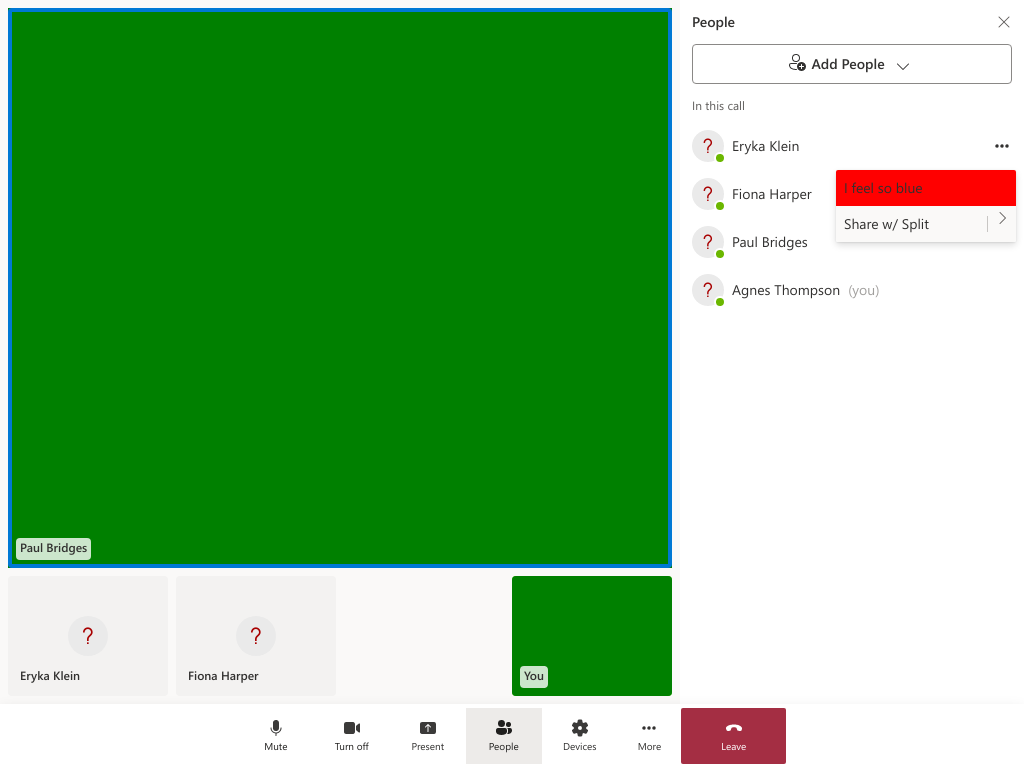 People
Add People
In this call
? Eryka Klein
I feel so blue
? Fiona Harper
Share w/ Split
? Paul Bridges
? Agnes Thompson (you)
Paul Bridges
?
Eryka Klein
?
Fiona Harper
You
Mute
Turn off
Present
People
Devices
More
Leave